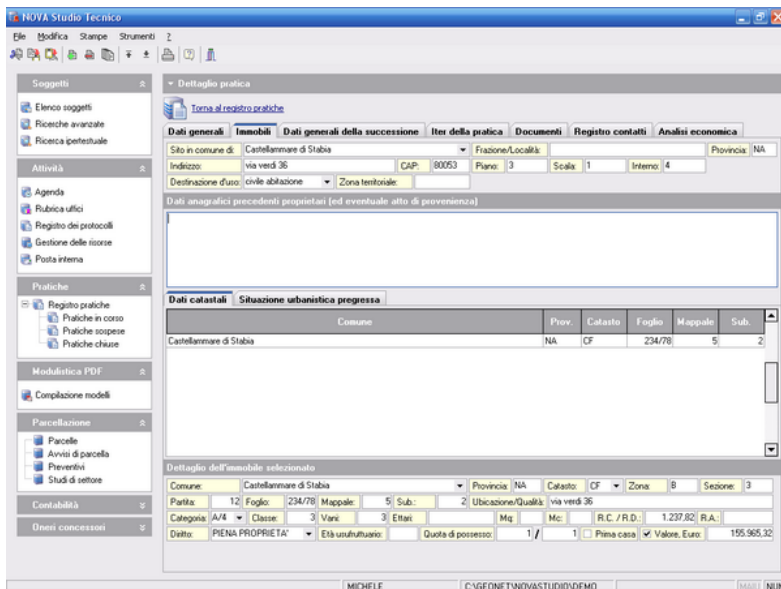 NOVA Studio Tecnico
File Modifica Stampe Strumenti ?
Soggetti
Elenco soggetti
Ricerche avanzate
Ricerca ipertestuale
Attività
Agenda
Rubrica uffici
Registro dei protocolli
Gestione delle risorse
Posta interna
Pratiche
Registro pratiche
Pratiche in corso
Pratiche sospese
Pratiche chiuse
Modulistica PDF
Compilazione modelli
Parcellazione
Parcelle
Avvisi di parcella
Preventivi
Studi di settore
Contabilità
Oneri concessori
Dettaglio pratica
Torna al registro pratiche
Dati generali Immobili Dati generali della successione Iter della pratica Documenti Registro contatti Analisi economica
Sito in comune di: Castellammare di Stabia Frazione/Località: Provincia: NA
Indirizzo: via verdi 36 CAP: 80053 Piano: 3 Scala: 1 Interno: 4
Destinazione d'uso: civile abitazione Zona territoriale:
Dati anagrafici precedenti proprietari (ed eventuale atto di provenienza)
Dati catastali Situazione urbanistica pregressa
Comune Prov. Catasto Foglio Mappale Sub.
Castellammare di Stabia NA CF 234/78 5 2
Dettaglio dell'immobile selezionato
Comune: Castellammare di Stabia Provincia: NA Catasto: CF Zona: B Sezione: 3
Partita: 12 Foglio: 234/78 Mappale: 5 Sub.: 2 Ubicazione/Qualità: via verdi 36
Categoria: A/4 Classe: 3 Vani: 3 Ettari: Mq: Mc: R.C. / R.D.: 1.237,82 R.A.:
Diritto: PIENA PROPRIETA' Età usufruttuario: Quota di possesso: 1 / 1 Prima casa Valore, Euro: 155.965,32
MICHELE C:\GEONET\NOVASTUDIO\DEMO MAIU NUM